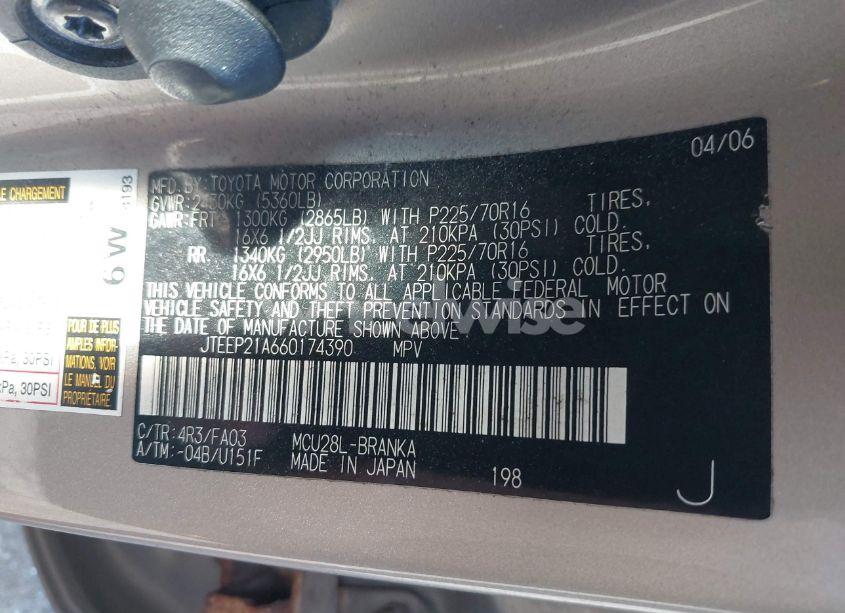 04/06
MFD. BY: TOYOTA MOTOR CORPORATION
GVWR: 2430KG (5360LB)
GAWR: FRT 1300KG (2865LB) WITH P225/70R16 TIRES,
16X6 1/2JJ RIMS, AT 210KPA (30PSI) COLD.
RR. 1340KG (2950LB) WITH P225/70R16 TIRES,
16X6 1/2JJ RIMS, AT 210KPA (30PSI) COLD.
THIS VEHICLE CONFORMS TO ALL APPLICABLE FEDERAL MOTOR
VEHICLE SAFETY AND THEFT PREVENTION STANDARDS IN EFFECT ON
THE DATE OF MANUFACTURE SHOWN ABOVE.
JTEEP21A660174390 MPV
C/TR: 4R3/FA03 MCU28L-BRANKA
A/TM: -04B/U151F MADE IN JAPAN 198
J
LE CHARGEMENT
6 W
POUR DE PLUS
AMPLES INFOR-
MATIONS, VOIR
LE MANUEL DU
PROPRIÉTAIRE
kPa, 30PSI
kPa, 30PSI